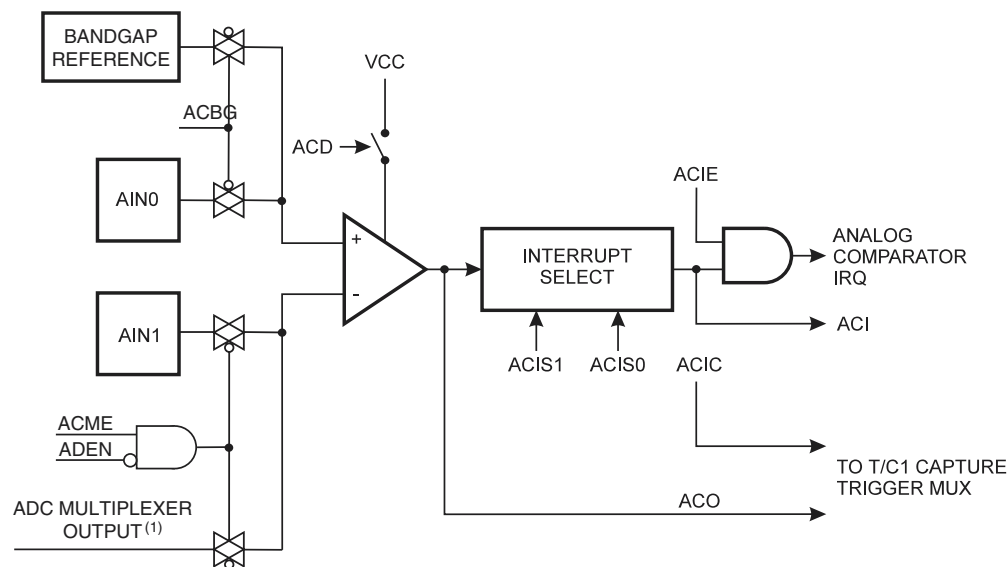 BANDGAP
REFERENCE
ACBG
VCC
ACD
AIN0
ACIE
+
-
INTERRUPT
SELECT
ANALOG
COMPARATOR
IRQ
AIN1
ACI
ACIS1 ACIS0 ACIC
ACME
ADEN
TO T/C1 CAPTURE
TRIGGER MUX
ADC MULTIPLEXER
OUTPUT (1)
ACO